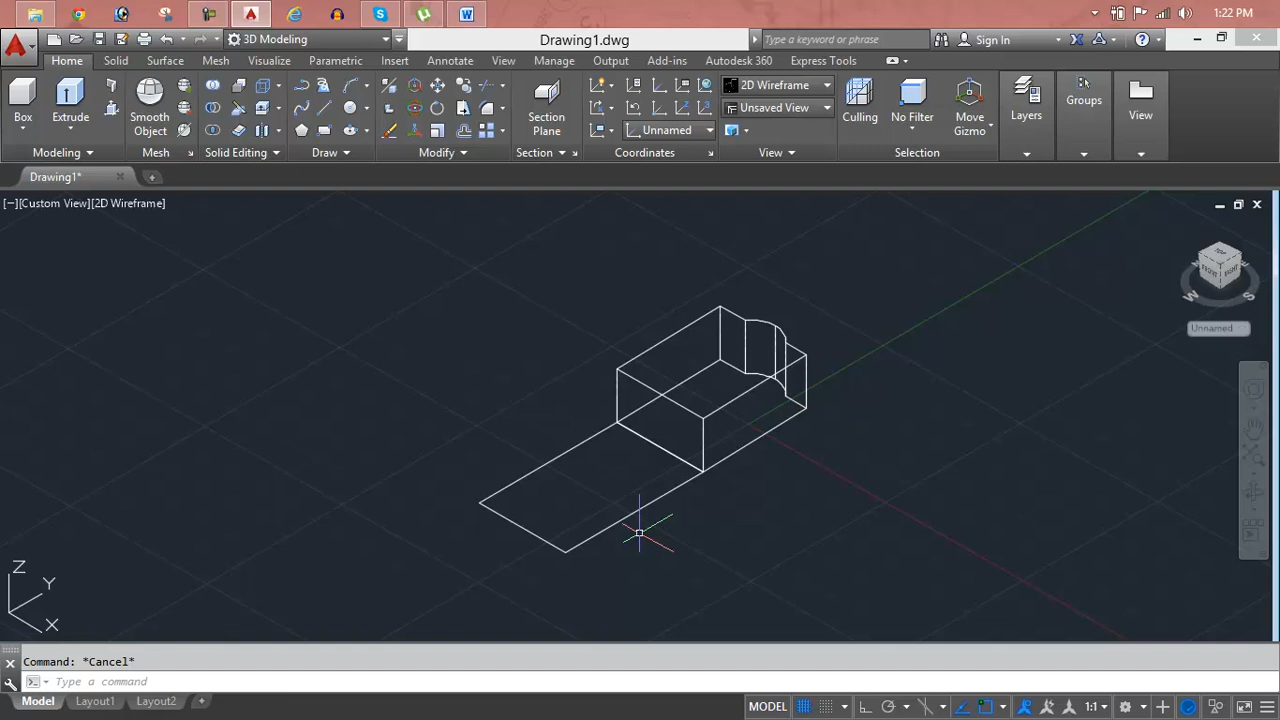 1:22 PM
3D Modeling
Drawing1.dwg
Type a keyword or phrase
Sign In
Home Solid Surface Mesh Visualize Parametric Insert Annotate View Manage Output Add-ins Autodesk 360 Express Tools
2D Wireframe
Unsaved View
Unnamed
Box
Extrude
Smooth Object
Section Plane
Culling
No Filter
Move Gizmo
Layers
Groups
View
Modeling Mesh Solid Editing Draw Modify Section Coordinates View Selection
Drawing1*
[−][Custom View][2D Wireframe]
TOP
FRONT
RIGHT
W
S
Unnamed
Z
Y
X
Command: *Cancel*
Type a command
Model Layout1 Layout2
MODEL
1:1